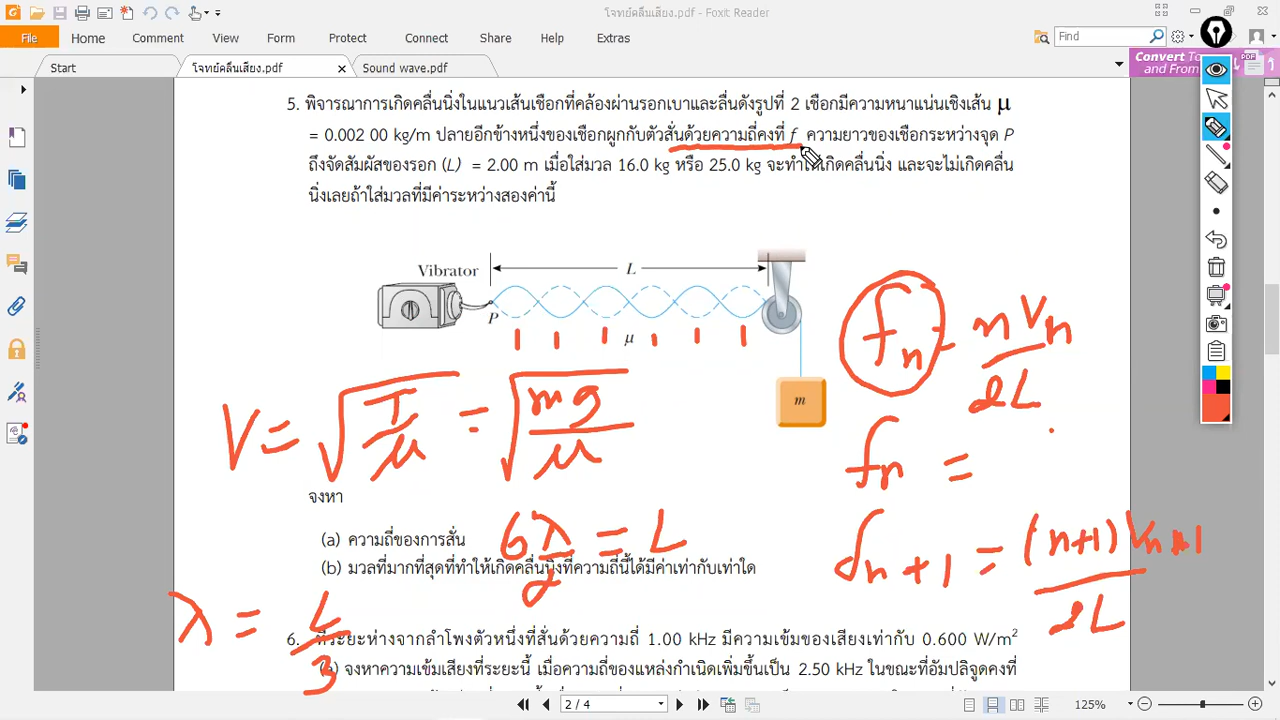 โจทย์คลื่นเสียง.pdf - Foxit Reader
File Home Comment View Form Protect Connect Share Help Extras Find
Start โจทย์คลื่นเสียง.pdf Sound wave.pdf
Convert To
and From
5. พิจารณาการเกิดคลื่นนิ่งในแนวเส้นเชือกที่คล้องผ่านรอกเบาและลื่นดังรูปที่ 2 เชือกมีความหนาแน่นเชิงเส้น μ
= 0.002 00 kg/m ปลายอีกข้างหนึ่งของเชือกผูกกับตัวสั่นด้วยความถี่คงที่ f ความยาวของเชือกระหว่างจุด P
ถึงจัดสัมผัสของรอก (L) = 2.00 m เมื่อใส่มวล 16.0 kg หรือ 25.0 kg จะทำให้เกิดคลื่นนิ่ง และจะไม่เกิดคลื่น
นิ่งเลยถ้าใส่มวลที่มีค่าระหว่างสองค่านี้
Vibrator
L
P
μ
m
f_n = n V_n / 2L
V = √(T/μ) = √(mg/μ)
f_n =
จงหา
(a) ความถี่ของการสั่น
6 λ/2 = L
f_n+1 = (n+1) V_n+1 / 2L
(b) มวลที่มากที่สุดที่ทำให้เกิดคลื่นนิ่งที่ความถี่นี้ได้มีค่าเท่ากับเท่าใด
λ = L/3
6. ที่ระยะห่างจากลำโพงตัวหนึ่งที่สั่นด้วยความถี่ 1.00 kHz มีความเข้มของเสียงเท่ากับ 0.600 W/m²
(a) จงหาความเข้มเสียงที่ระยะนี้ เมื่อความถี่ของแหล่งกำเนิดเพิ่มขึ้นเป็น 2.50 kHz ในขณะที่อัมปลิจูดคงที่
2 / 4
125%